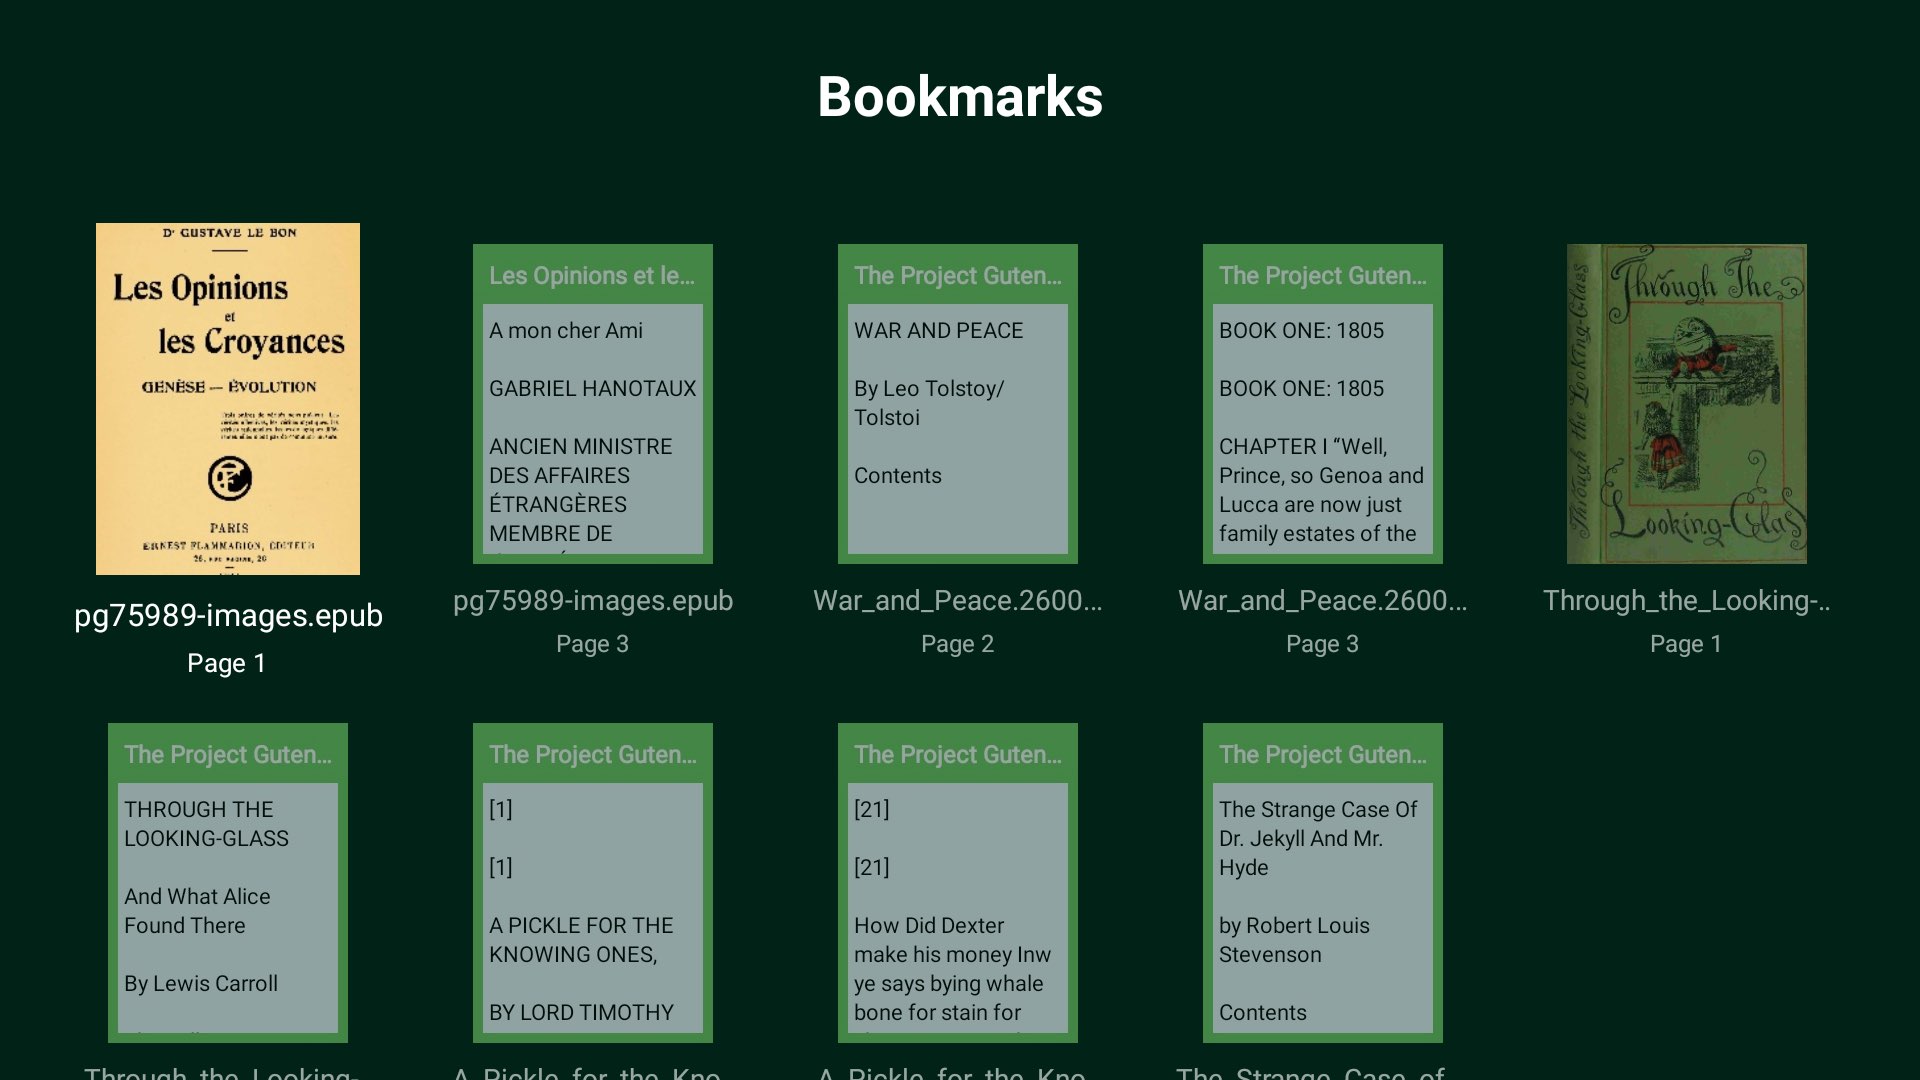 Bookmarks
Dr GUSTAVE LE BON
Les Opinions
et
les Croyances
GENÈSE — ÉVOLUTION
PARIS
ERNEST FLAMMARION, ÉDITEUR
26, RUE RACINE, 26
pg75989-images.epub
Page 1
Les Opinions et le...
A mon cher Ami
GABRIEL HANOTAUX
ANCIEN MINISTRE
DES AFFAIRES
ÉTRANGÈRES
MEMBRE DE
pg75989-images.epub
Page 3
The Project Guten...
WAR AND PEACE
By Leo Tolstoy/
Tolstoi
Contents
War_and_Peace.2600...
Page 2
The Project Guten...
BOOK ONE: 1805
BOOK ONE: 1805
CHAPTER I “Well,
Prince, so Genoa and
Lucca are now just
family estates of the
War_and_Peace.2600...
Page 3
Through the Looking-Glass
Through The
Looking-Glass
Through_the_Looking-..
Page 1
The Project Guten...
THROUGH THE
LOOKING-GLASS
And What Alice
Found There
By Lewis Carroll
Through_the_Looking-
The Project Guten...
[1]
[1]
A PICKLE FOR THE
KNOWING ONES,
BY LORD TIMOTHY
A_Pickle_for_the_Kno...
The Project Guten...
[21]
[21]
How Did Dexter
make his money Inw
ye says bying whale
bone for stain for
A_Pickle_for_the_Kno...
The Project Guten...
The Strange Case Of
Dr. Jekyll And Mr.
Hyde
by Robert Louis
Stevenson
Contents
The_Strange_Case_of_